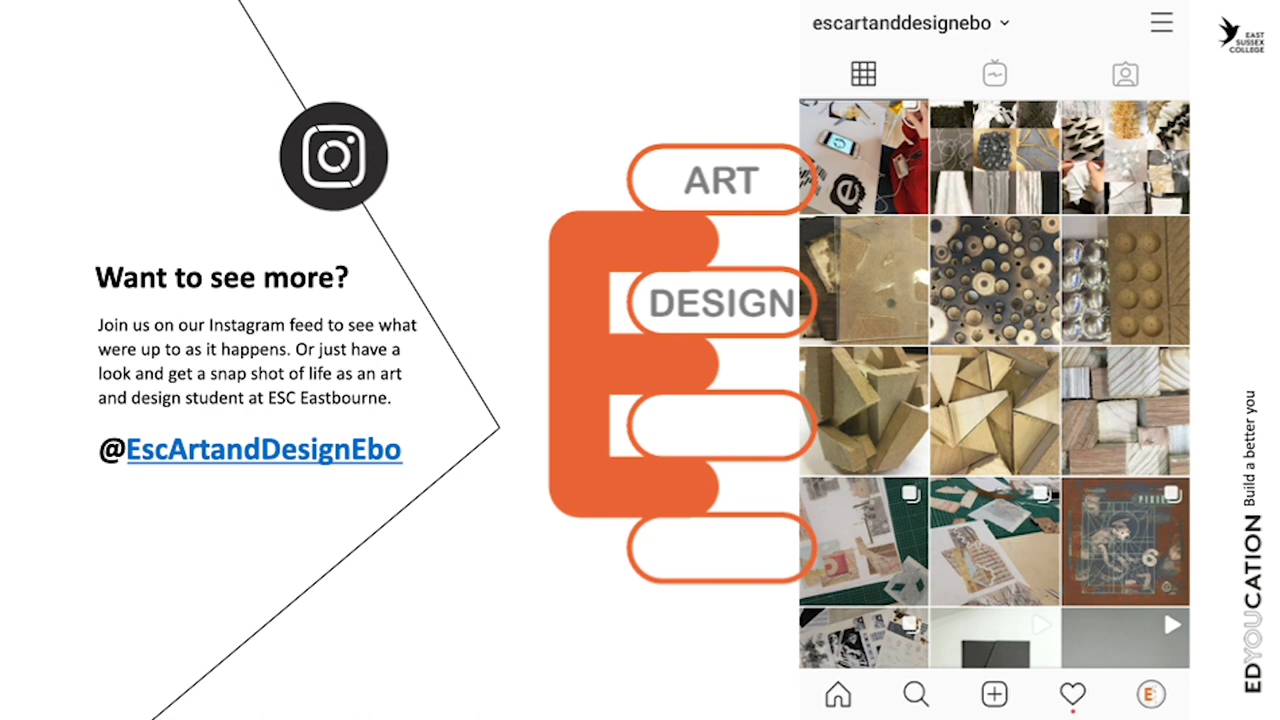 Want to see more?
Join us on our Instagram feed to see what
were up to as it happens. Or just have a
look and get a snap shot of life as an art
and design student at ESC Eastbourne.
@EscArtandDesignEbo
ART
DESIGN
escartanddesignebo
PIXIES
6
e
E
EAST
SUSSEX
COLLEGE
EDYOUCATION Build a better you